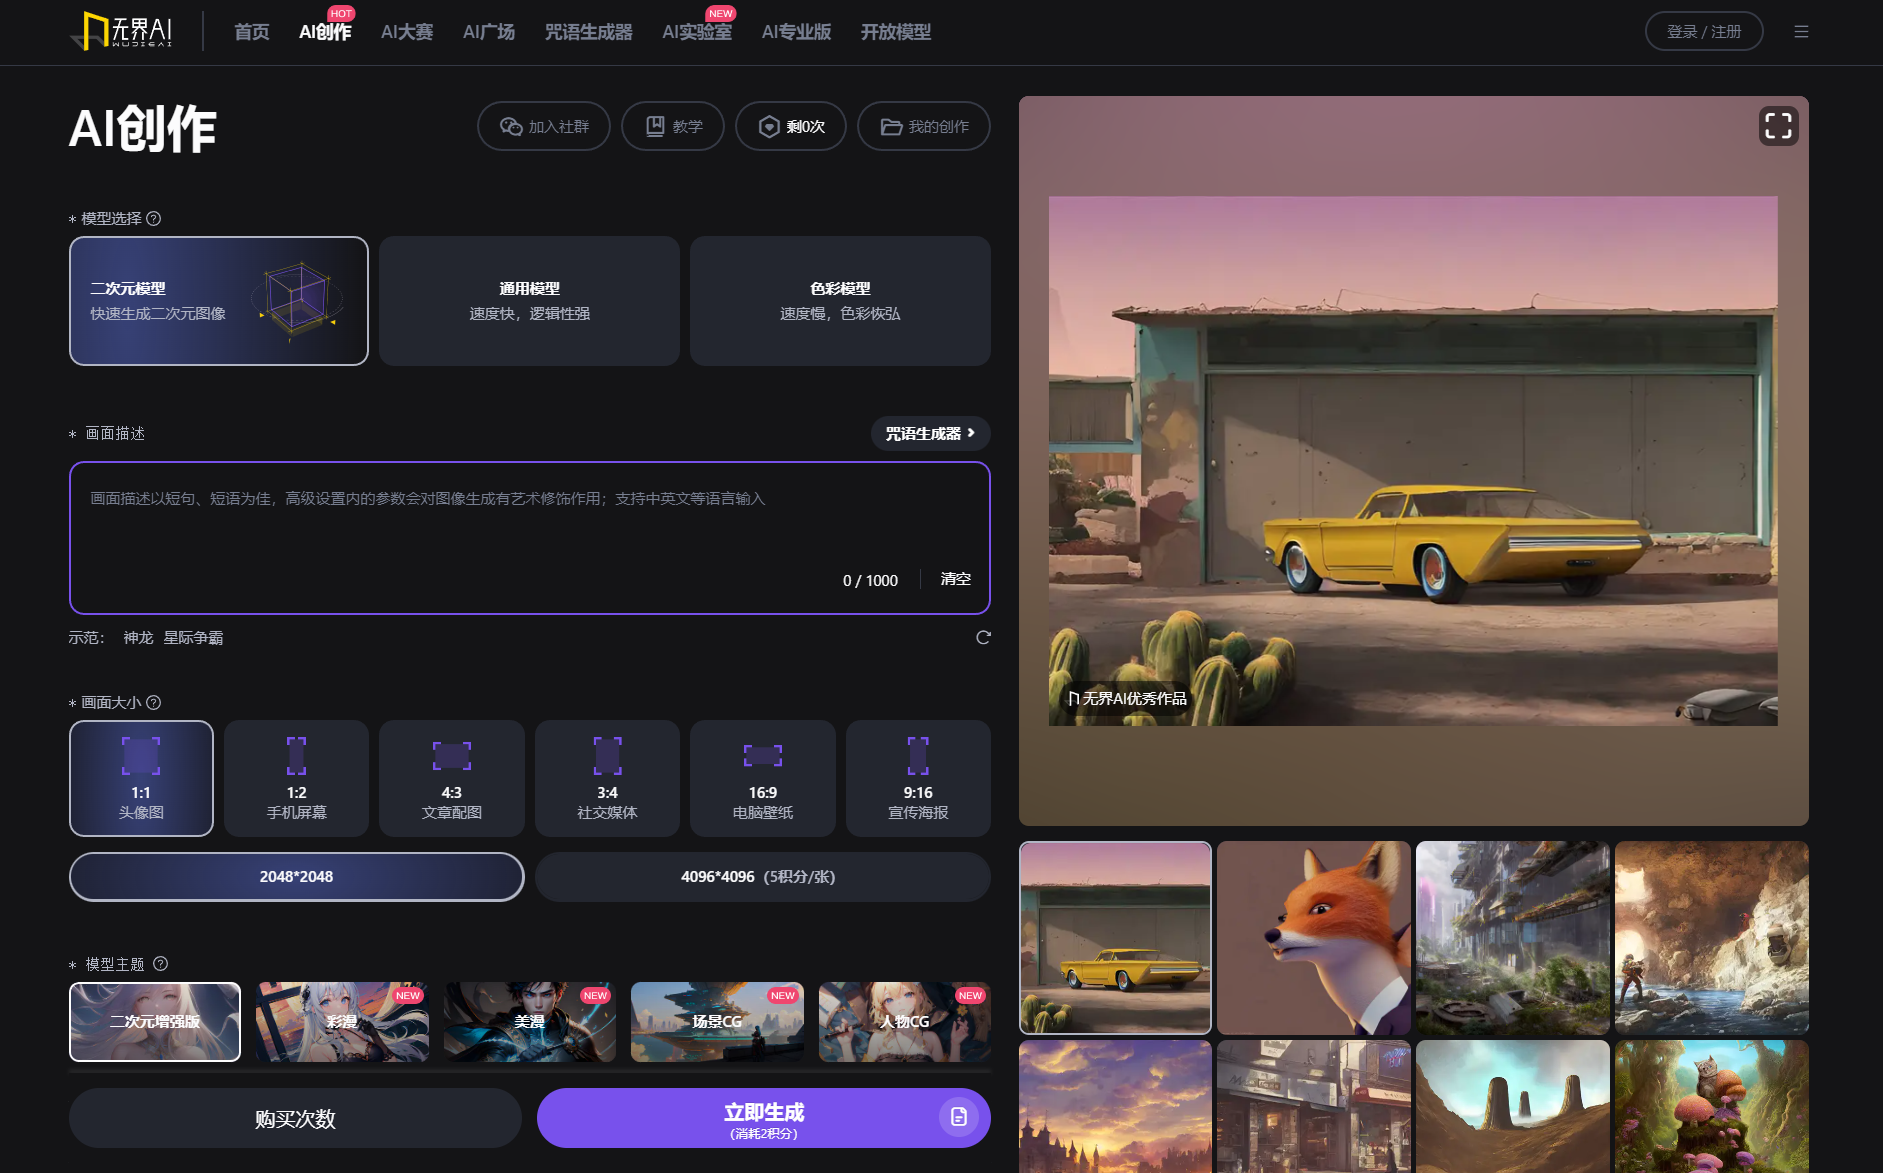 无界AI
WUJIEAI
首页
AI创作
HOT
AI大赛
AI广场
咒语生成器
AI实验室
NEW
AI专业版
开放模型
登录 / 注册
AI创作
加入社群
教学
剩0次
我的创作
* 模型选择
二次元模型
快速生成二次元图像
通用模型
速度快，逻辑性强
色彩模型
速度慢，色彩恢弘
* 画面描述
咒语生成器
画面描述以短句、短语为佳，高级设置内的参数会对图像生成有艺术修饰作用；支持中英文等语言输入
0 / 1000
清空
示范： 神龙 星际争霸
* 画面大小
1:1
头像图
1:2
手机屏幕
4:3
文章配图
3:4
社交媒体
16:9
电脑壁纸
9:16
宣传海报
2048*2048
4096*4096（5积分/张）
* 模型主题
二次元增强版
彩漫
NEW
美漫
NEW
场景CG
NEW
人物CG
NEW
购买次数
立即生成
（消耗2积分）
无界AI优秀作品